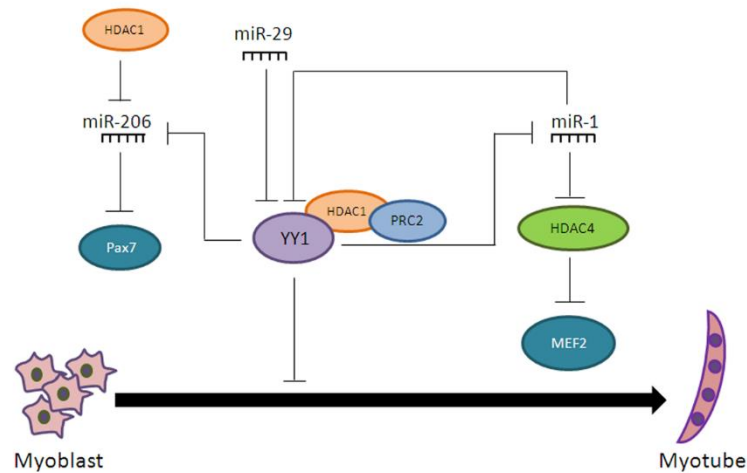 HDAC1
miR-29
miR-206
miR-1
HDAC1
PRC2
YY1
Pax7
HDAC4
MEF2
Myoblast
Myotube